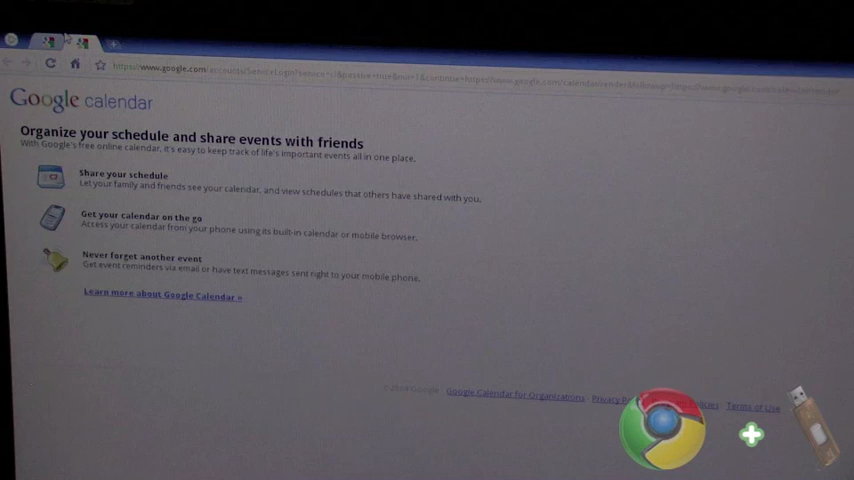 https://www.google.com/accounts/ServiceLogin?service=
Google calendar
Organize your schedule and share events with friends
With Google's free online calendar, it's easy to keep track of life's important events all in one place.
Share your schedule
Let your family and friends see your calendar, and view schedules that others have shared with you.
Get your calendar on the go
Access your calendar from your phone using its built-in calendar or mobile browser.
Never forget another event
Get event reminders via email or have text messages sent right to your mobile phone.
Learn more about Google Calendar »
Google · Google Calendar for Organizations · Privacy Policies · Terms of Use